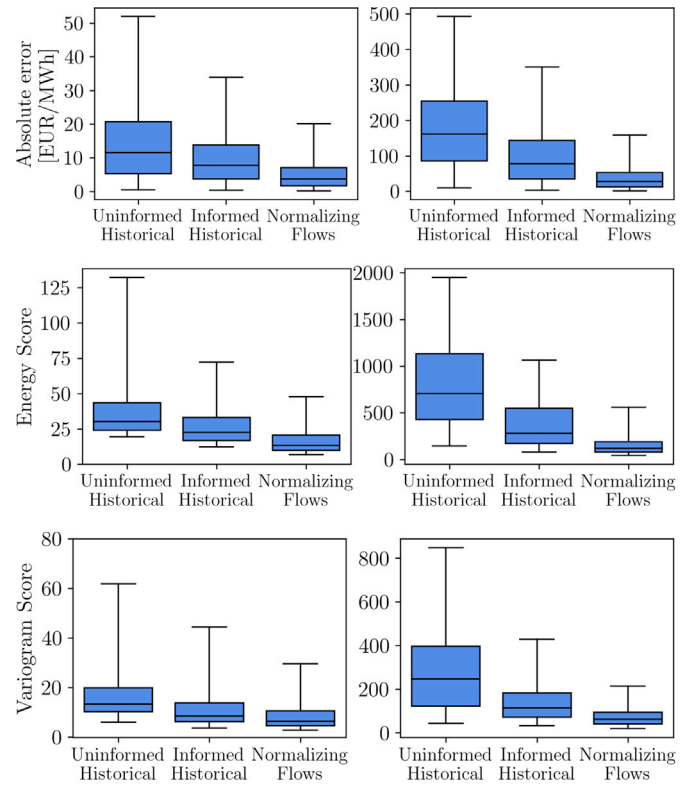 Absolute error
[EUR/MWh]
50
40
30
20
10
0
Uninformed Historical
Informed Historical
Normalizing Flows
500
400
300
200
100
0
Uninformed Historical
Informed Historical
Normalizing Flows
Energy Score
125
100
75
50
25
0
Uninformed Historical
Informed Historical
Normalizing Flows
2000
1500
1000
500
0
Uninformed Historical
Informed Historical
Normalizing Flows
Variogram Score
80
60
40
20
0
Uninformed Historical
Informed Historical
Normalizing Flows
800
600
400
200
0
Uninformed Historical
Informed Historical
Normalizing Flows